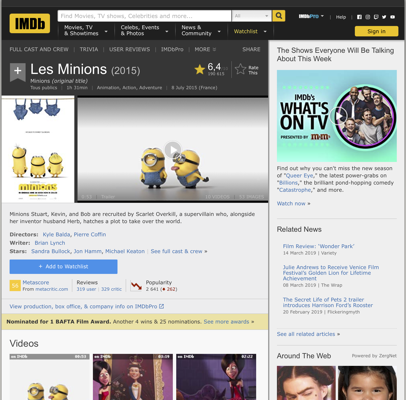 IMDb
Find Movies, TV shows, Celebrities and more...
All
IMDbPro
Help
Movies, TV
& Showtimes
Celebs, Events
& Photos
News &
Community
Watchlist
Sign in
FULL CAST AND CREW | TRIVIA | USER REVIEWS | IMDbPro | MORE
SHARE
Les Minions (2015)
Minions (original title)
Tous publics | 1h 31min | Animation, Action, Adventure | 8 July 2015 (France)
6,4
Rate
This
minions
Minions Stuart, Kevin, and Bob are recruited by Scarlet Overkill, a supervillain who, alongside
her inventor husband Herb, hatches a plot to take over the world.
Directors: Kyle Balda, Pierre Coffin
Writer: Brian Lynch
Stars: Sandra Bullock, Jon Hamm, Michael Keaton | See full cast & crew »
+ Add to Watchlist
Metascore
From metacritic.com
Reviews
319 user | 329 critic
Popularity
2 641 ( 262)
View production, box office, & company info on IMDbPro
Nominated for 1 BAFTA Film Award. Another 4 wins & 25 nominations. See more awards »
Videos
The Shows Everyone Will Be Talking
About This Week
IMDb's
WHAT'S
ON TV
PRESENTED BY m&m's
Find out why you can't miss the new season
of "Queer Eye," the latest power-grabs on
"Billions," the brilliant pond-hopping comedy
"Catastrophe," and more.
Watch now »
Related News
Film Review: 'Wonder Park'
14 March 2019 | Variety
Julie Andrews to Receive Venice Film
Festival's Golden Lion for Lifetime
Achievement
08 March 2019 | The Wrap
The Secret Life of Pets 2 trailer
introduces Harrison Ford's Rooster
20 February 2019 | Flickeringmyth
See all related articles »
Around The Web
Powered by ZergNet